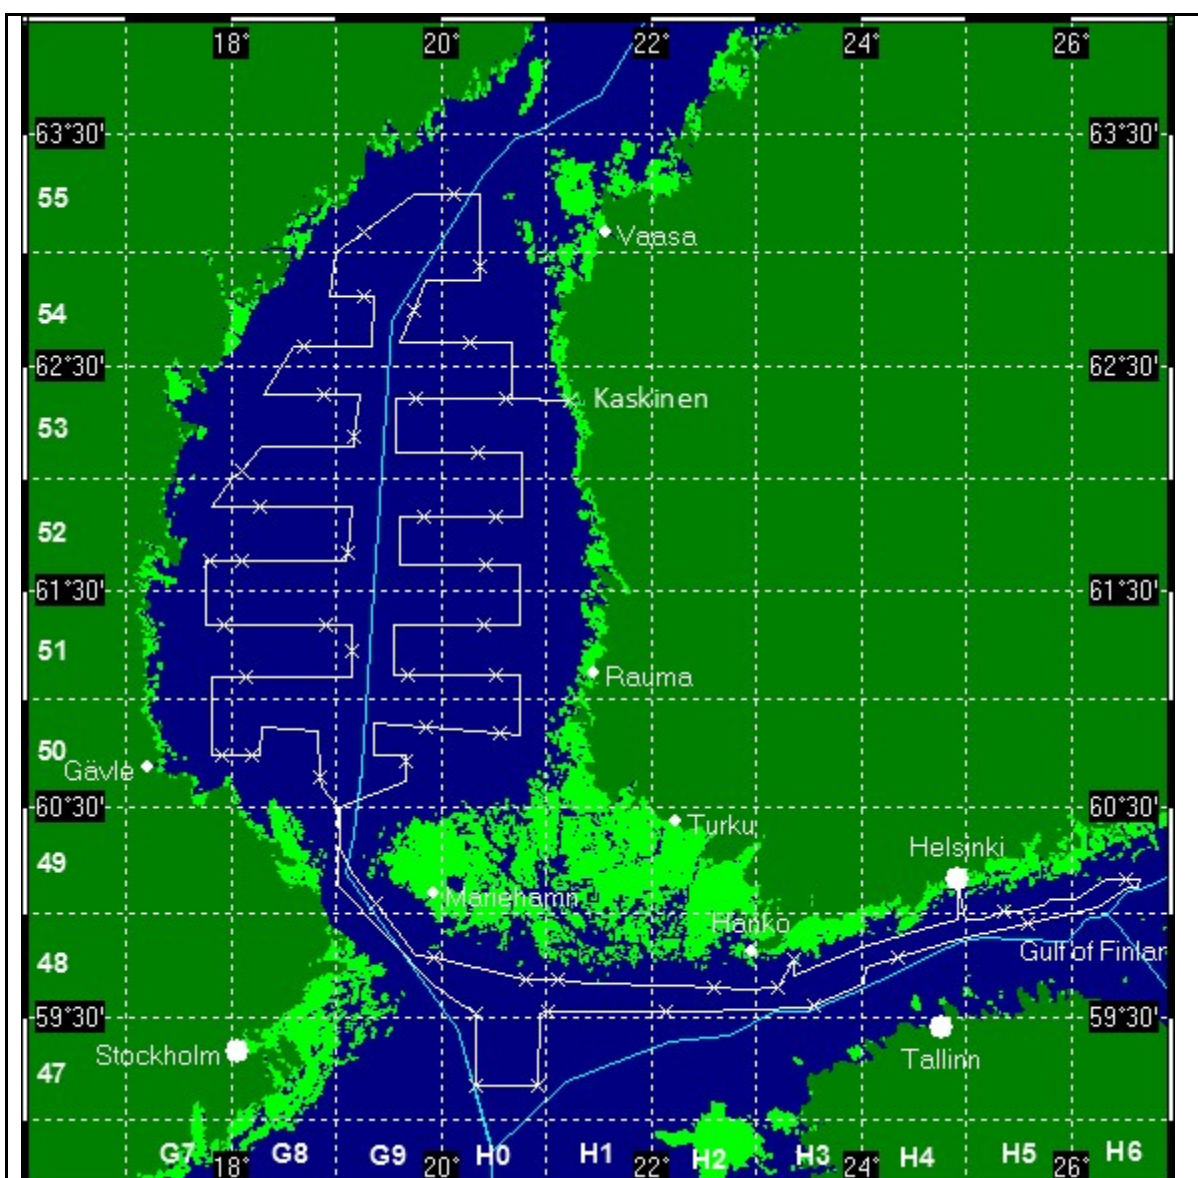 18° 20° 22° 24° 26°
63°30' 63°30'
55
Vaasa
54
62°30' 62°30'
Kaskinen
53
52
61°30' 61°30'
51
Rauma
50
Gävle
60°30' 60°30'
Turku
Helsinki
49
Mariehamn
Hanko
48 Gulf of Finlar
59°30' 59°30'
Stockholm Tallinn
47
G7 G8 G9 H0 H1 H2 H3 H4 H5 H6
18° 20° 22° 24° 26°